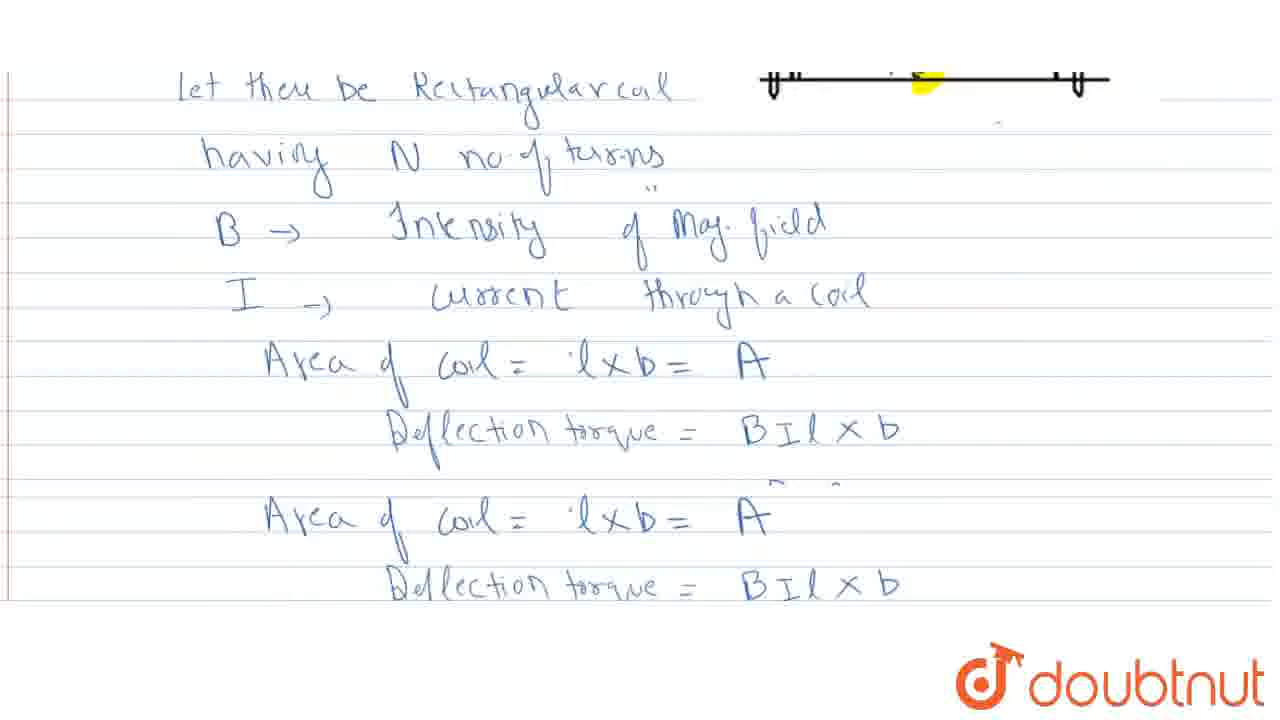 Let there be Rectangular coil
having N no. of turns
B → Intensity of Mag. field
I → current through a coil
Area of coil = l × b = A
Deflection torque = B I l × b
Area of coil = l × b = A
Deflection torque = B I l × b
doubtnut